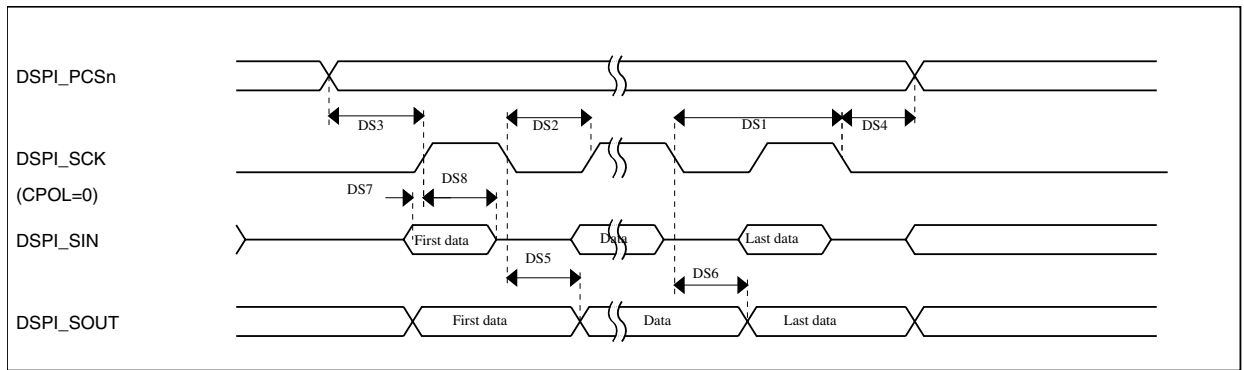 DSPI_PCSn
DS3
DS2
DS1
DS4
DSPI_SCK
(CPOL=0)
DS7
DS8
DSPI_SIN
First data
Data
Last data
DS5
DS6
DSPI_SOUT
First data
Data
Last data